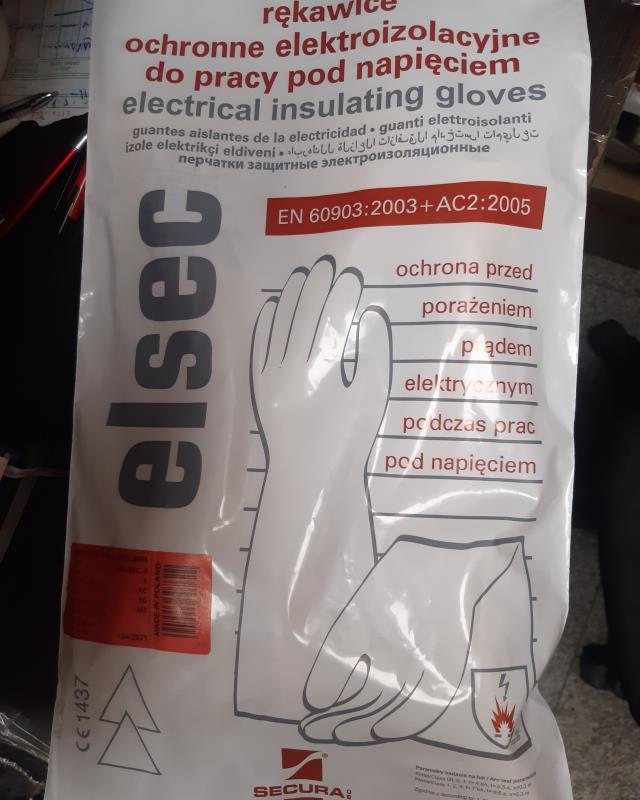 rękawice
ochronne elektroizolacyjne
do pracy pod napięciem
electrical insulating gloves
guantes aislantes de la electricidad • guanti elettroisolanti
izole elektrikçi eldiveni •
перчатки защитные электроизоляционные
elsec
EN 60903:2003+AC2:2005
ochrona przed
porażeniem
prądem
elektrycznym
podczas prac
pod napięciem
MADE IN POLAND
CE 1437
SECURA